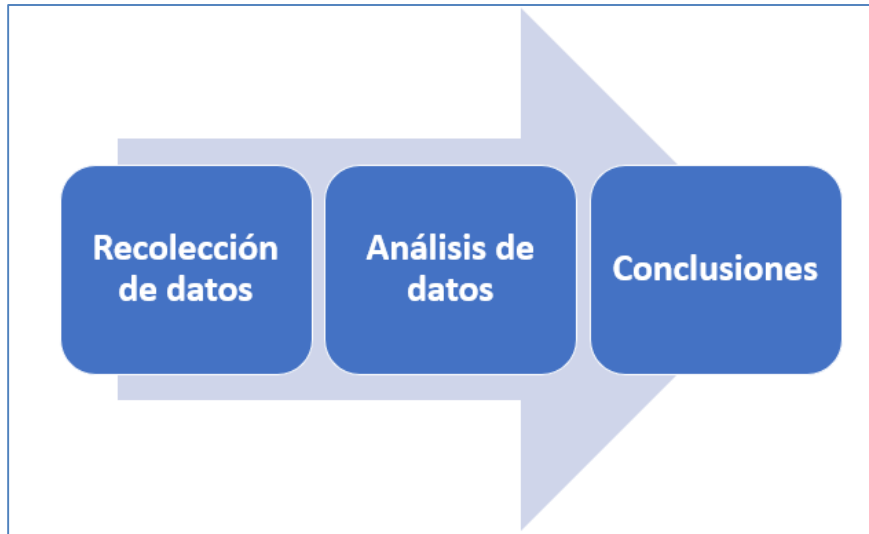 Recolección
de datos
Análisis de
datos
Conclusiones